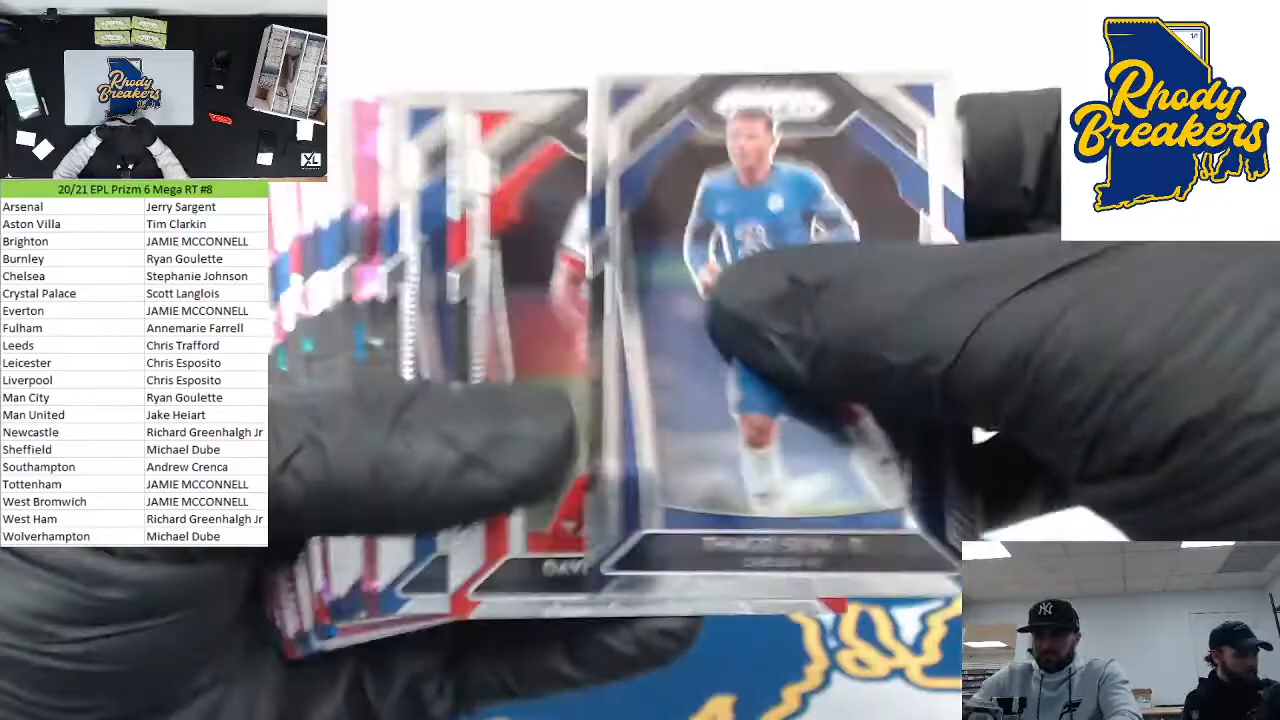 Rhody
Breakers
XL
20/21 EPL Prizm 6 Mega RT #8
Arsenal Jerry Sargent
Aston Villa Tim Clarkin
Brighton JAMIE MCCONNELL
Burnley Ryan Goulette
Chelsea Stephanie Johnson
Crystal Palace Scott Langlois
Everton JAMIE MCCONNELL
Fulham Annemarie Farrell
Leeds Chris Trafford
Leicester Chris Esposito
Liverpool Chris Esposito
Man City Ryan Goulette
Man United Jake Heiart
Newcastle Richard Greenhalgh Jr
Sheffield Michael Dube
Southampton Andrew Crenca
Tottenham JAMIE MCCONNELL
West Bromwich JAMIE MCCONNELL
West Ham Richard Greenhalgh Jr
Wolverhampton Michael Dube
Rhody
Breakers
DAVI